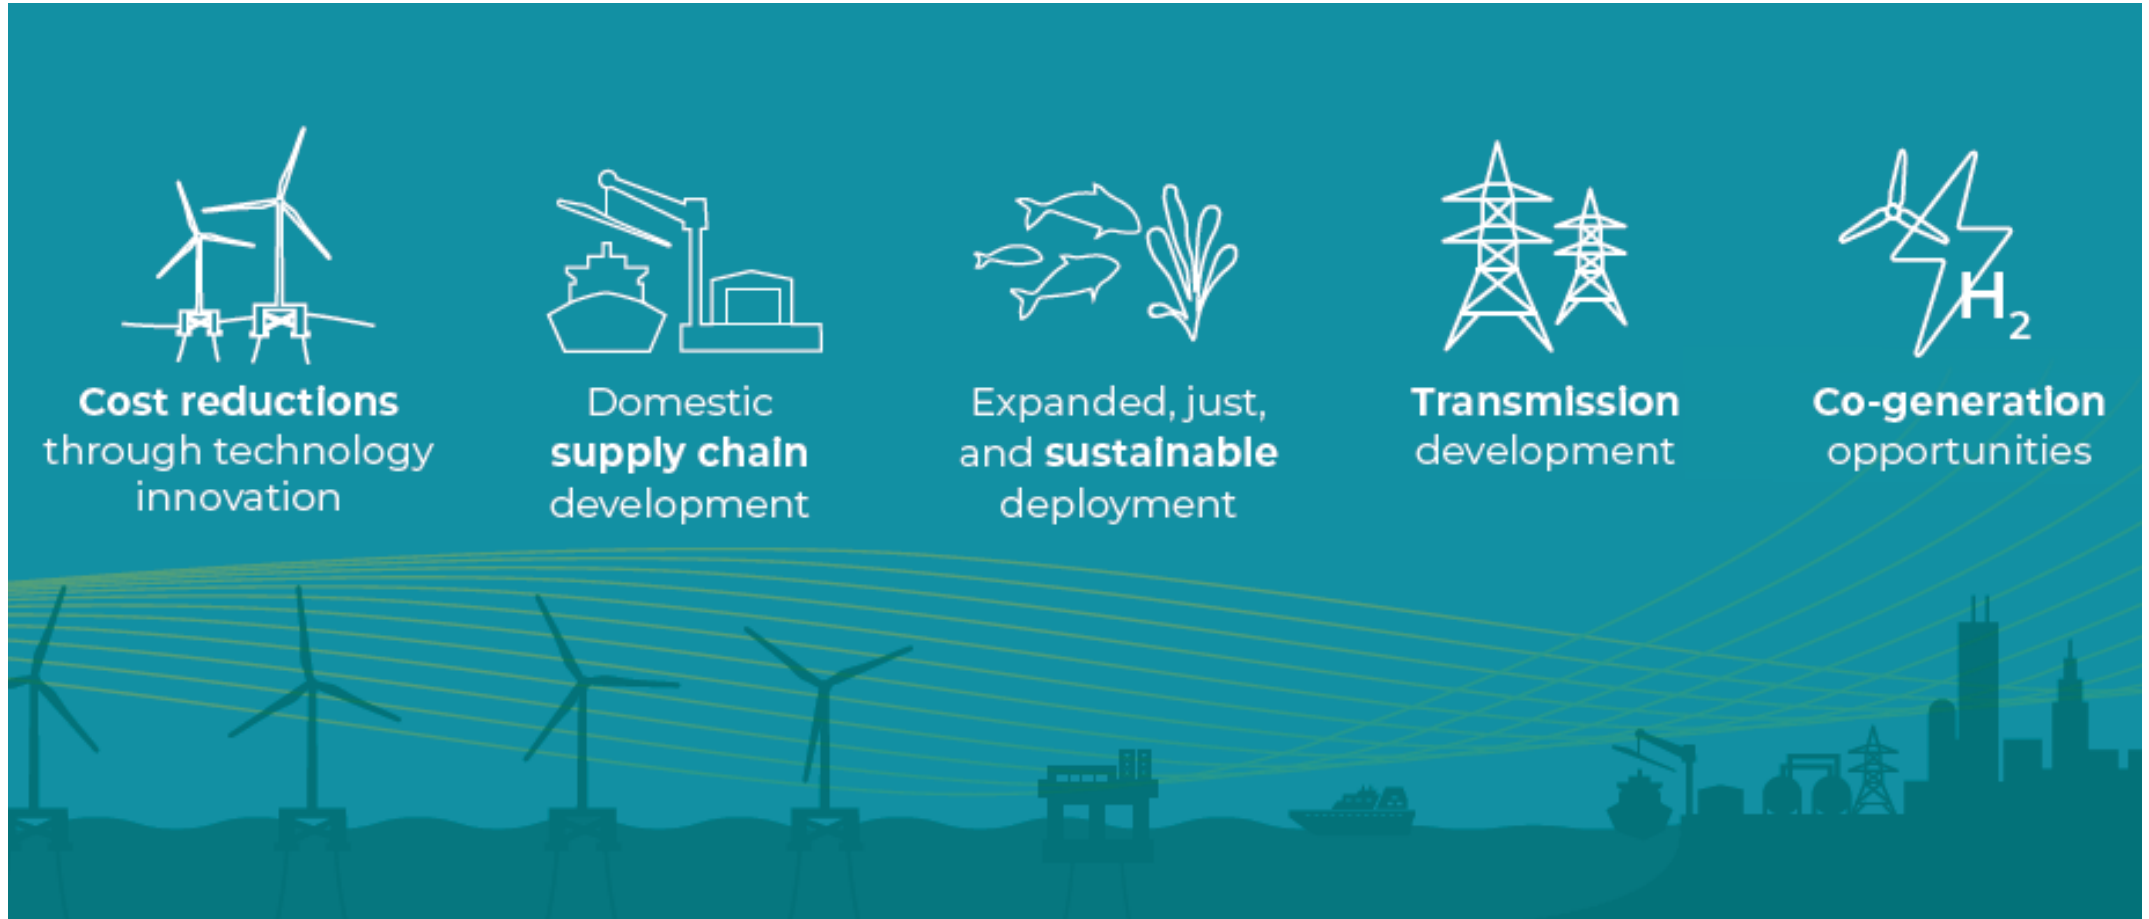 H2
Cost reductions
through technology
innovation
Domestic
supply chain
development
Expanded, just,
and sustainable
deployment
Transmission
development
Co-generation
opportunities